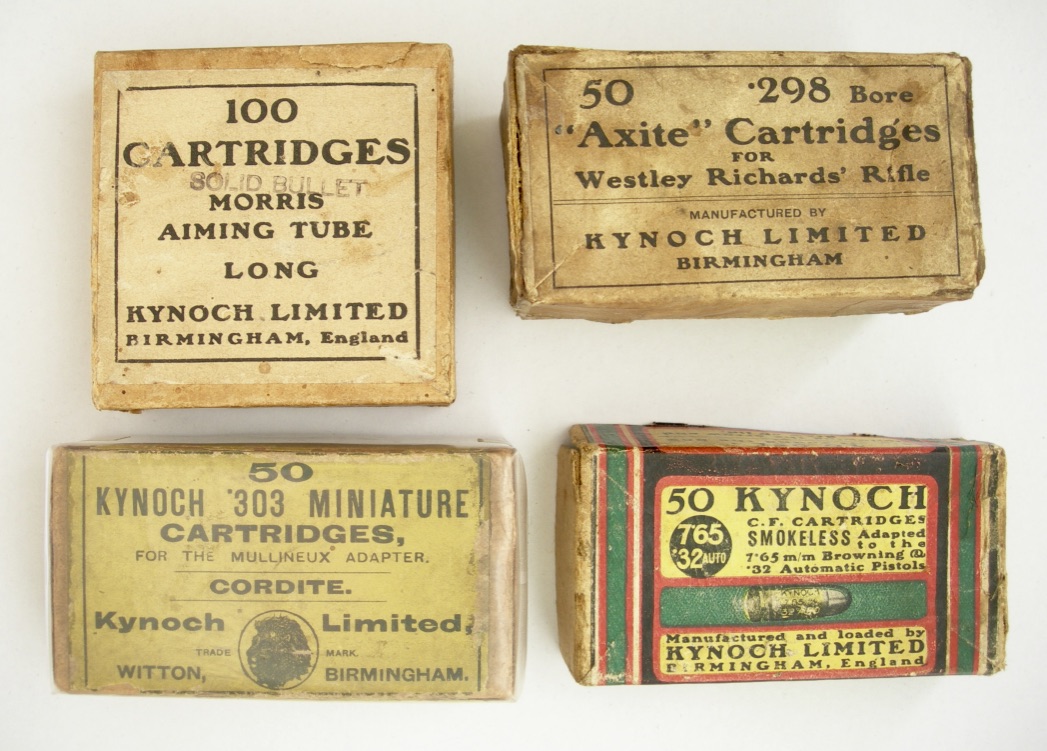 100
CARTRIDGES
SOLID BULLET
MORRIS
AIMING TUBE
LONG
KYNOCH LIMITED
BIRMINGHAM, England
50 ·298 Bore
"Axite" Cartridges
FOR
Westley Richards' Rifle
MANUFACTURED BY
KYNOCH LIMITED
BIRMINGHAM
50
KYNOCH ·303 MINIATURE
CARTRIDGES,
FOR THE MULLINEUX ADAPTER.
CORDITE.
Kynoch Limited,
TRADE MARK.
WITTON, BIRMINGHAM.
50 KYNOCH
7·65
·32 AUTO
C.F. CARTRIDGES
SMOKELESS Adapted
to the
7·65 m/m Browning &
·32 Automatic Pistols
KYNOCH
Manufactured and loaded by
KYNOCH LIMITED
BIRMINGHAM, England